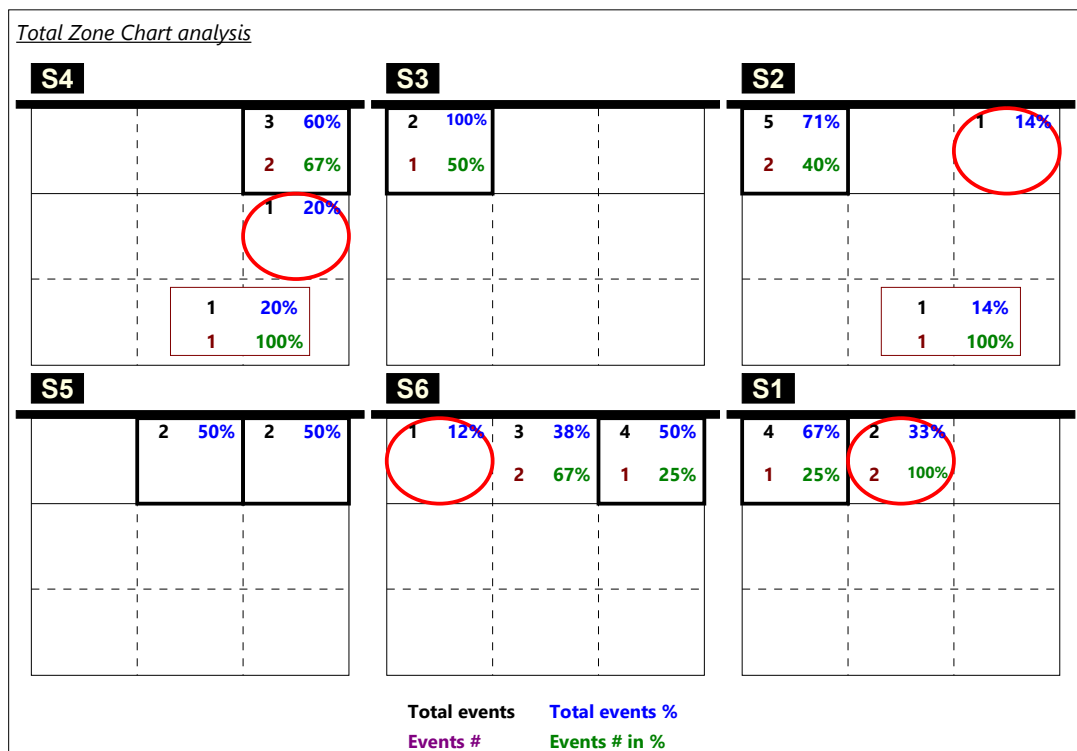 Total Zone Chart analysis
S4 S3 S2
3 60% 2 100% 5 71% 1 14%
2 67% 1 50% 2 40%
1 20%
1 20% 1 14%
1 100% 1 100%
S5 S6 S1
2 50% 2 50% 1 12% 3 38% 4 50% 4 67% 2 33%
2 67% 1 25% 1 25% 2 100%
Total events Total events %
Events # Events # in %